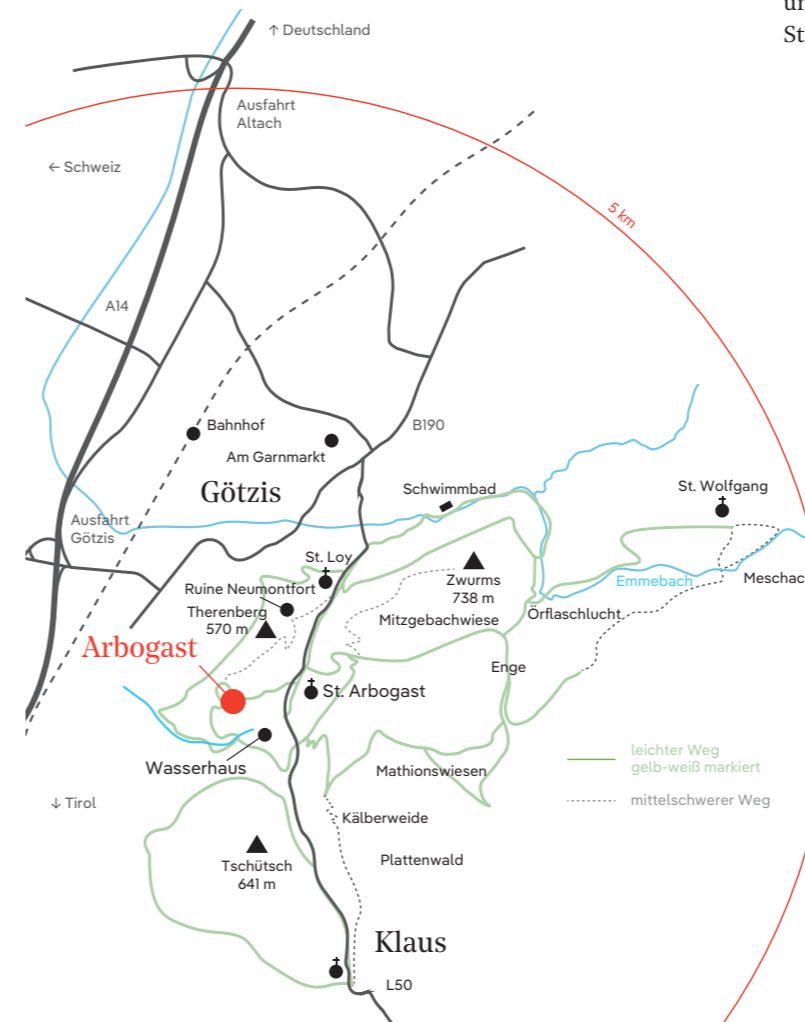 un
St
↑ Deutschland
Ausfahrt
Altach
← Schweiz
5 km
A14
Bahnhof
B190
Am Garnmarkt
Götzis
Schwimmbad
St. Wolfgang
Ausfahrt
Götzis
St. Loy
Zwurms
738 m
Emmebach
Meschac
Ruine Neumontfort
Therenberg
570 m
Mitzgebachwiese
Örflaschlucht
Arbogast
Enge
St. Arbogast
Wasserhaus
Mathionswiesen
leichter Weg
gelb-weiß markiert
mittelschwerer Weg
↓ Tirol
Kälberweide
Tschütsch
641 m
Plattenwald
Klaus
L50